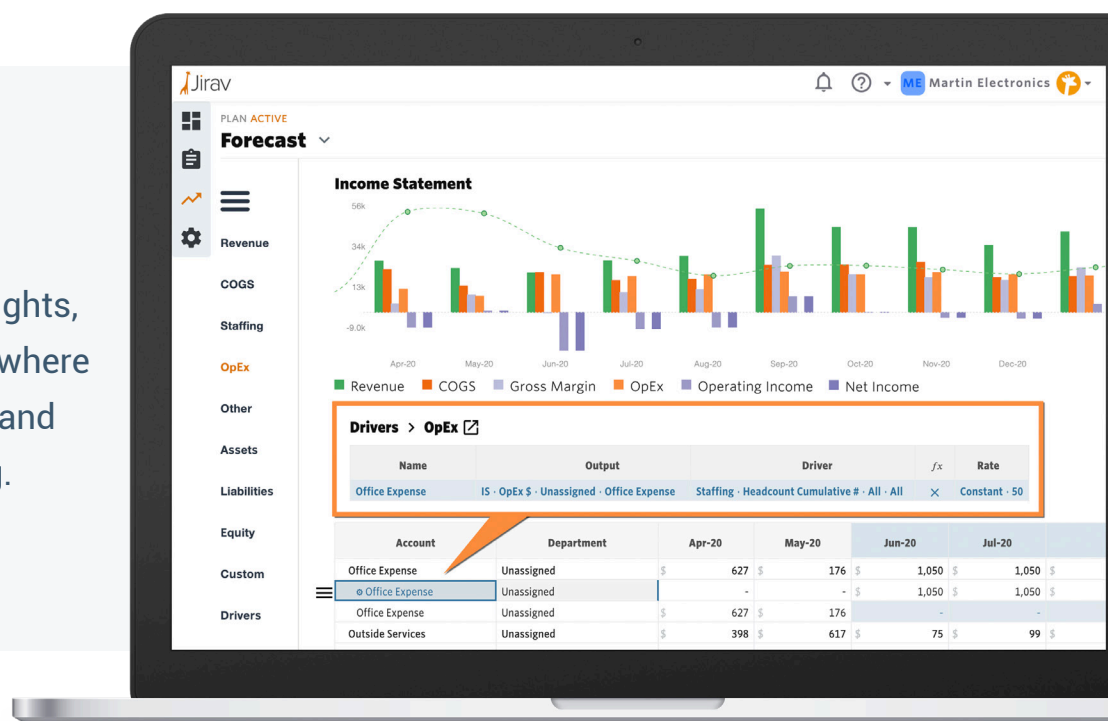 ghts,
where
and
.
Jirav
ME Martin Electronics
PLAN ACTIVE
Forecast
Revenue
COGS
Staffing
OpEx
Other
Assets
Liabilities
Equity
Custom
Drivers
Income Statement
56k
34k
13k
-9.0k
Apr-20 May-20 Jun-20 Jul-20 Aug-20 Sep-20 Oct-20 Nov-20 Dec-20
Revenue COGS Gross Margin OpEx Operating Income Net Income
Drivers > OpEx
Name Output Driver fx Rate
Office Expense IS · OpEx $ · Unassigned · Office Expense Staffing · Headcount Cumulative # · All · All × Constant · 50
Account Department Apr-20 May-20 Jun-20 Jul-20
Office Expense Unassigned $ 627 $ 176 $ 1,050 $ 1,050 $
Office Expense Unassigned - - $ 1,050 $ 1,050 $
Office Expense Unassigned $ 627 $ 176 - -
Outside Services Unassigned $ 398 $ 617 $ 75 $ 99 $